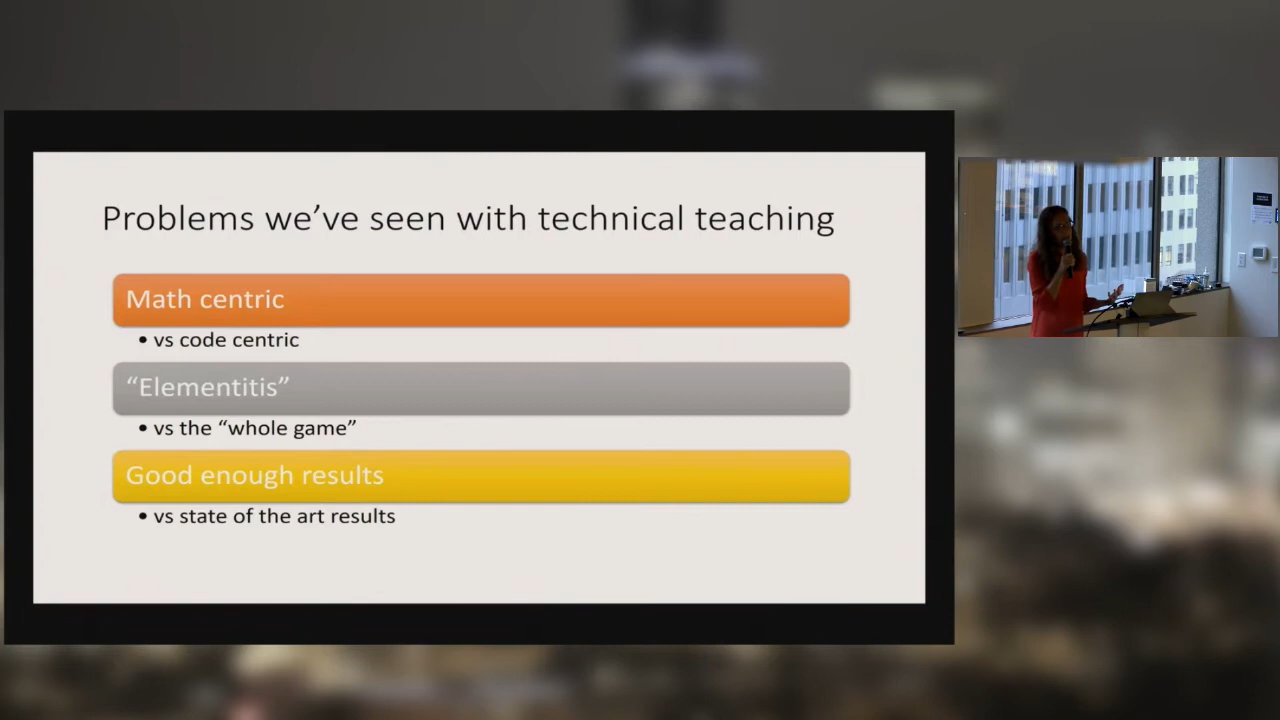 Problems we’ve seen with technical teaching
Math centric
• vs code centric
“Elementitis”
• vs the “whole game”
Good enough results
• vs state of the art results